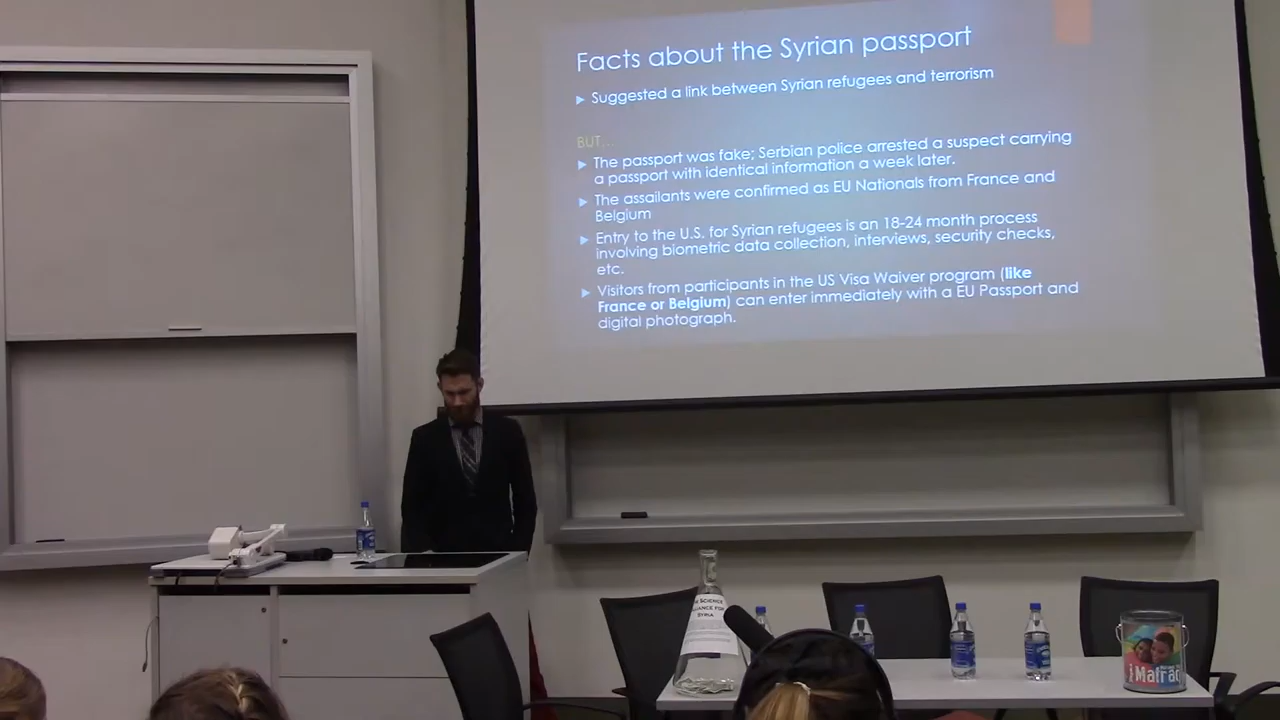 Facts about the Syrian passport
Suggested a link between Syrian refugees and terrorism
BUT...
The passport was fake; Serbian police arrested a suspect carrying
a passport with identical information a week later.
The assailants were confirmed as EU Nationals from France and
Belgium
Entry to the U.S. for Syrian refugees is an 18-24 month process
involving biometric data collection, interviews, security checks,
etc.
Visitors from participants in the US Visa Waiver program (like
France or Belgium) can enter immediately with a EU Passport and
digital photograph.
SCIENCE
FOR
SYRIA
Mafraq